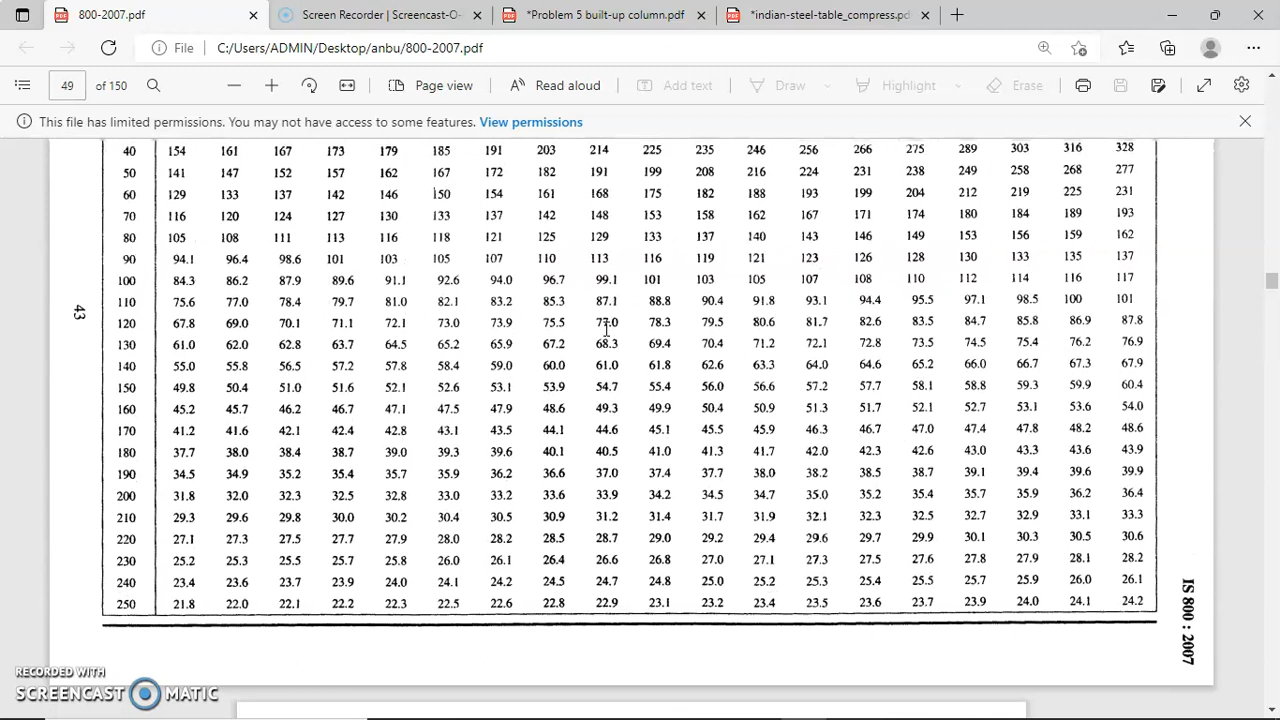 800-2007.pdf
Screen Recorder | Screencast-O-
*Problem 5 built-up column.pdf
*indian-steel-table_compress.pd
File
C:/Users/ADMIN/Desktop/anbu/800-2007.pdf
49 of 150
Page view
Read aloud
Add text
Draw
Highlight
Erase
This file has limited permissions. You may not have access to some features. View permissions
40 154 161 167 173 179 185 191 203 214 225 235 246 256 266 275 289 303 316 328
50 141 147 152 157 162 167 172 182 191 199 208 216 224 231 238 249 258 268 277
60 129 133 137 142 146 150 154 161 168 175 182 188 193 199 204 212 219 225 231
70 116 120 124 127 130 133 137 142 148 153 158 162 167 171 174 180 184 189 193
80 105 108 111 113 116 118 121 125 129 133 137 140 143 146 149 153 156 159 162
90 94.1 96.4 98.6 101 103 105 107 110 113 116 119 121 123 126 128 130 133 135 137
100 84.3 86.2 87.9 89.6 91.1 92.6 94.0 96.7 99.1 101 103 105 107 108 110 112 114 116 117
110 75.6 77.0 78.4 79.7 81.0 82.1 83.2 85.3 87.1 88.8 90.4 91.8 93.1 94.4 95.5 97.1 98.5 100 101
120 67.8 69.0 70.1 71.1 72.1 73.0 73.9 75.5 77.0 78.3 79.5 80.6 81.7 82.6 83.5 84.7 85.8 86.9 87.8
130 61.0 62.0 62.8 63.7 64.5 65.2 65.9 67.2 68.3 69.4 70.4 71.2 72.1 72.8 73.5 74.5 75.4 76.2 76.9
140 55.0 55.8 56.5 57.2 57.8 58.4 59.0 60.0 61.0 61.8 62.6 63.3 64.0 64.6 65.2 66.0 66.7 67.3 67.9
150 49.8 50.4 51.0 51.6 52.1 52.6 53.1 53.9 54.7 55.4 56.0 56.6 57.2 57.7 58.1 58.8 59.3 59.9 60.4
160 45.2 45.7 46.2 46.7 47.1 47.5 47.9 48.6 49.3 49.9 50.4 50.9 51.3 51.7 52.1 52.7 53.1 53.6 54.0
170 41.2 41.6 42.1 42.4 42.8 43.1 43.5 44.1 44.6 45.1 45.5 45.9 46.3 46.7 47.0 47.4 47.8 48.2 48.6
180 37.7 38.0 38.4 38.7 39.0 39.3 39.6 40.1 40.5 41.0 41.3 41.7 42.0 42.3 42.6 43.0 43.3 43.6 43.9
190 34.5 34.9 35.2 35.4 35.7 35.9 36.2 36.6 37.0 37.4 37.7 38.0 38.2 38.5 38.7 39.1 39.4 39.6 39.9
200 31.8 32.0 32.3 32.5 32.8 33.0 33.2 33.6 33.9 34.2 34.5 34.7 35.0 35.2 35.4 35.7 35.9 36.2 36.4
210 29.3 29.6 29.8 30.0 30.2 30.4 30.5 30.9 31.2 31.4 31.7 31.9 32.1 32.3 32.5 32.7 32.9 33.1 33.3
220 27.1 27.3 27.5 27.7 27.9 28.0 28.2 28.5 28.7 29.0 29.2 29.4 29.6 29.7 29.9 30.1 30.3 30.5 30.6
230 25.2 25.3 25.5 25.7 25.8 26.0 26.1 26.4 26.6 26.8 27.0 27.1 27.3 27.5 27.6 27.8 27.9 28.1 28.2
240 23.4 23.6 23.7 23.9 24.0 24.1 24.2 24.5 24.7 24.8 25.0 25.2 25.3 25.4 25.5 25.7 25.9 26.0 26.1
250 21.8 22.0 22.1 22.2 22.3 22.5 22.6 22.8 22.9 23.1 23.2 23.4 23.5 23.6 23.7 23.9 24.0 24.1 24.2
43
IS 800 : 2007
RECORDED WITH
SCREENCAST MATIC